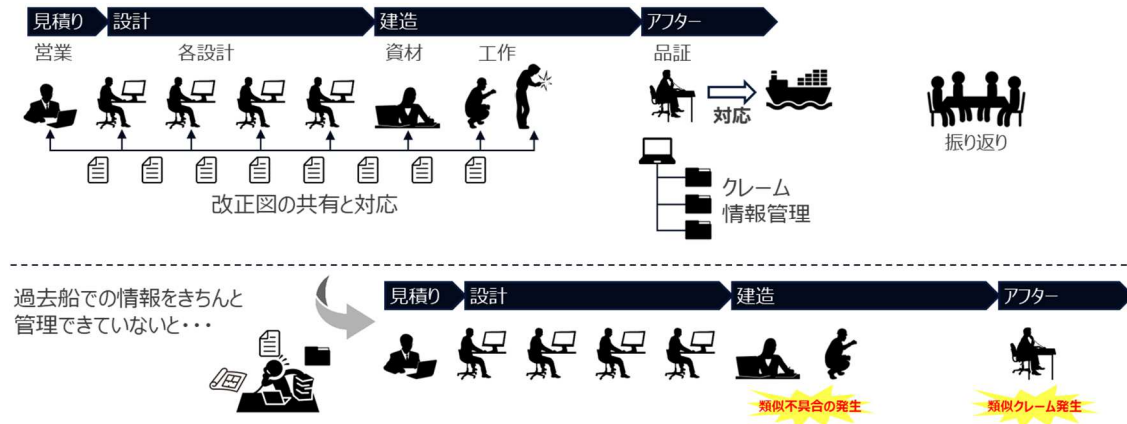 見積り
設計
建造
アフター
営業
各設計
資材
工作
品証
対応
振り返り
改正図の共有と対応
クレーム
情報管理
過去船での情報をきちんと
管理できていないと・・・
見積り
設計
建造
アフター
類似不具合の発生
類似クレーム発生